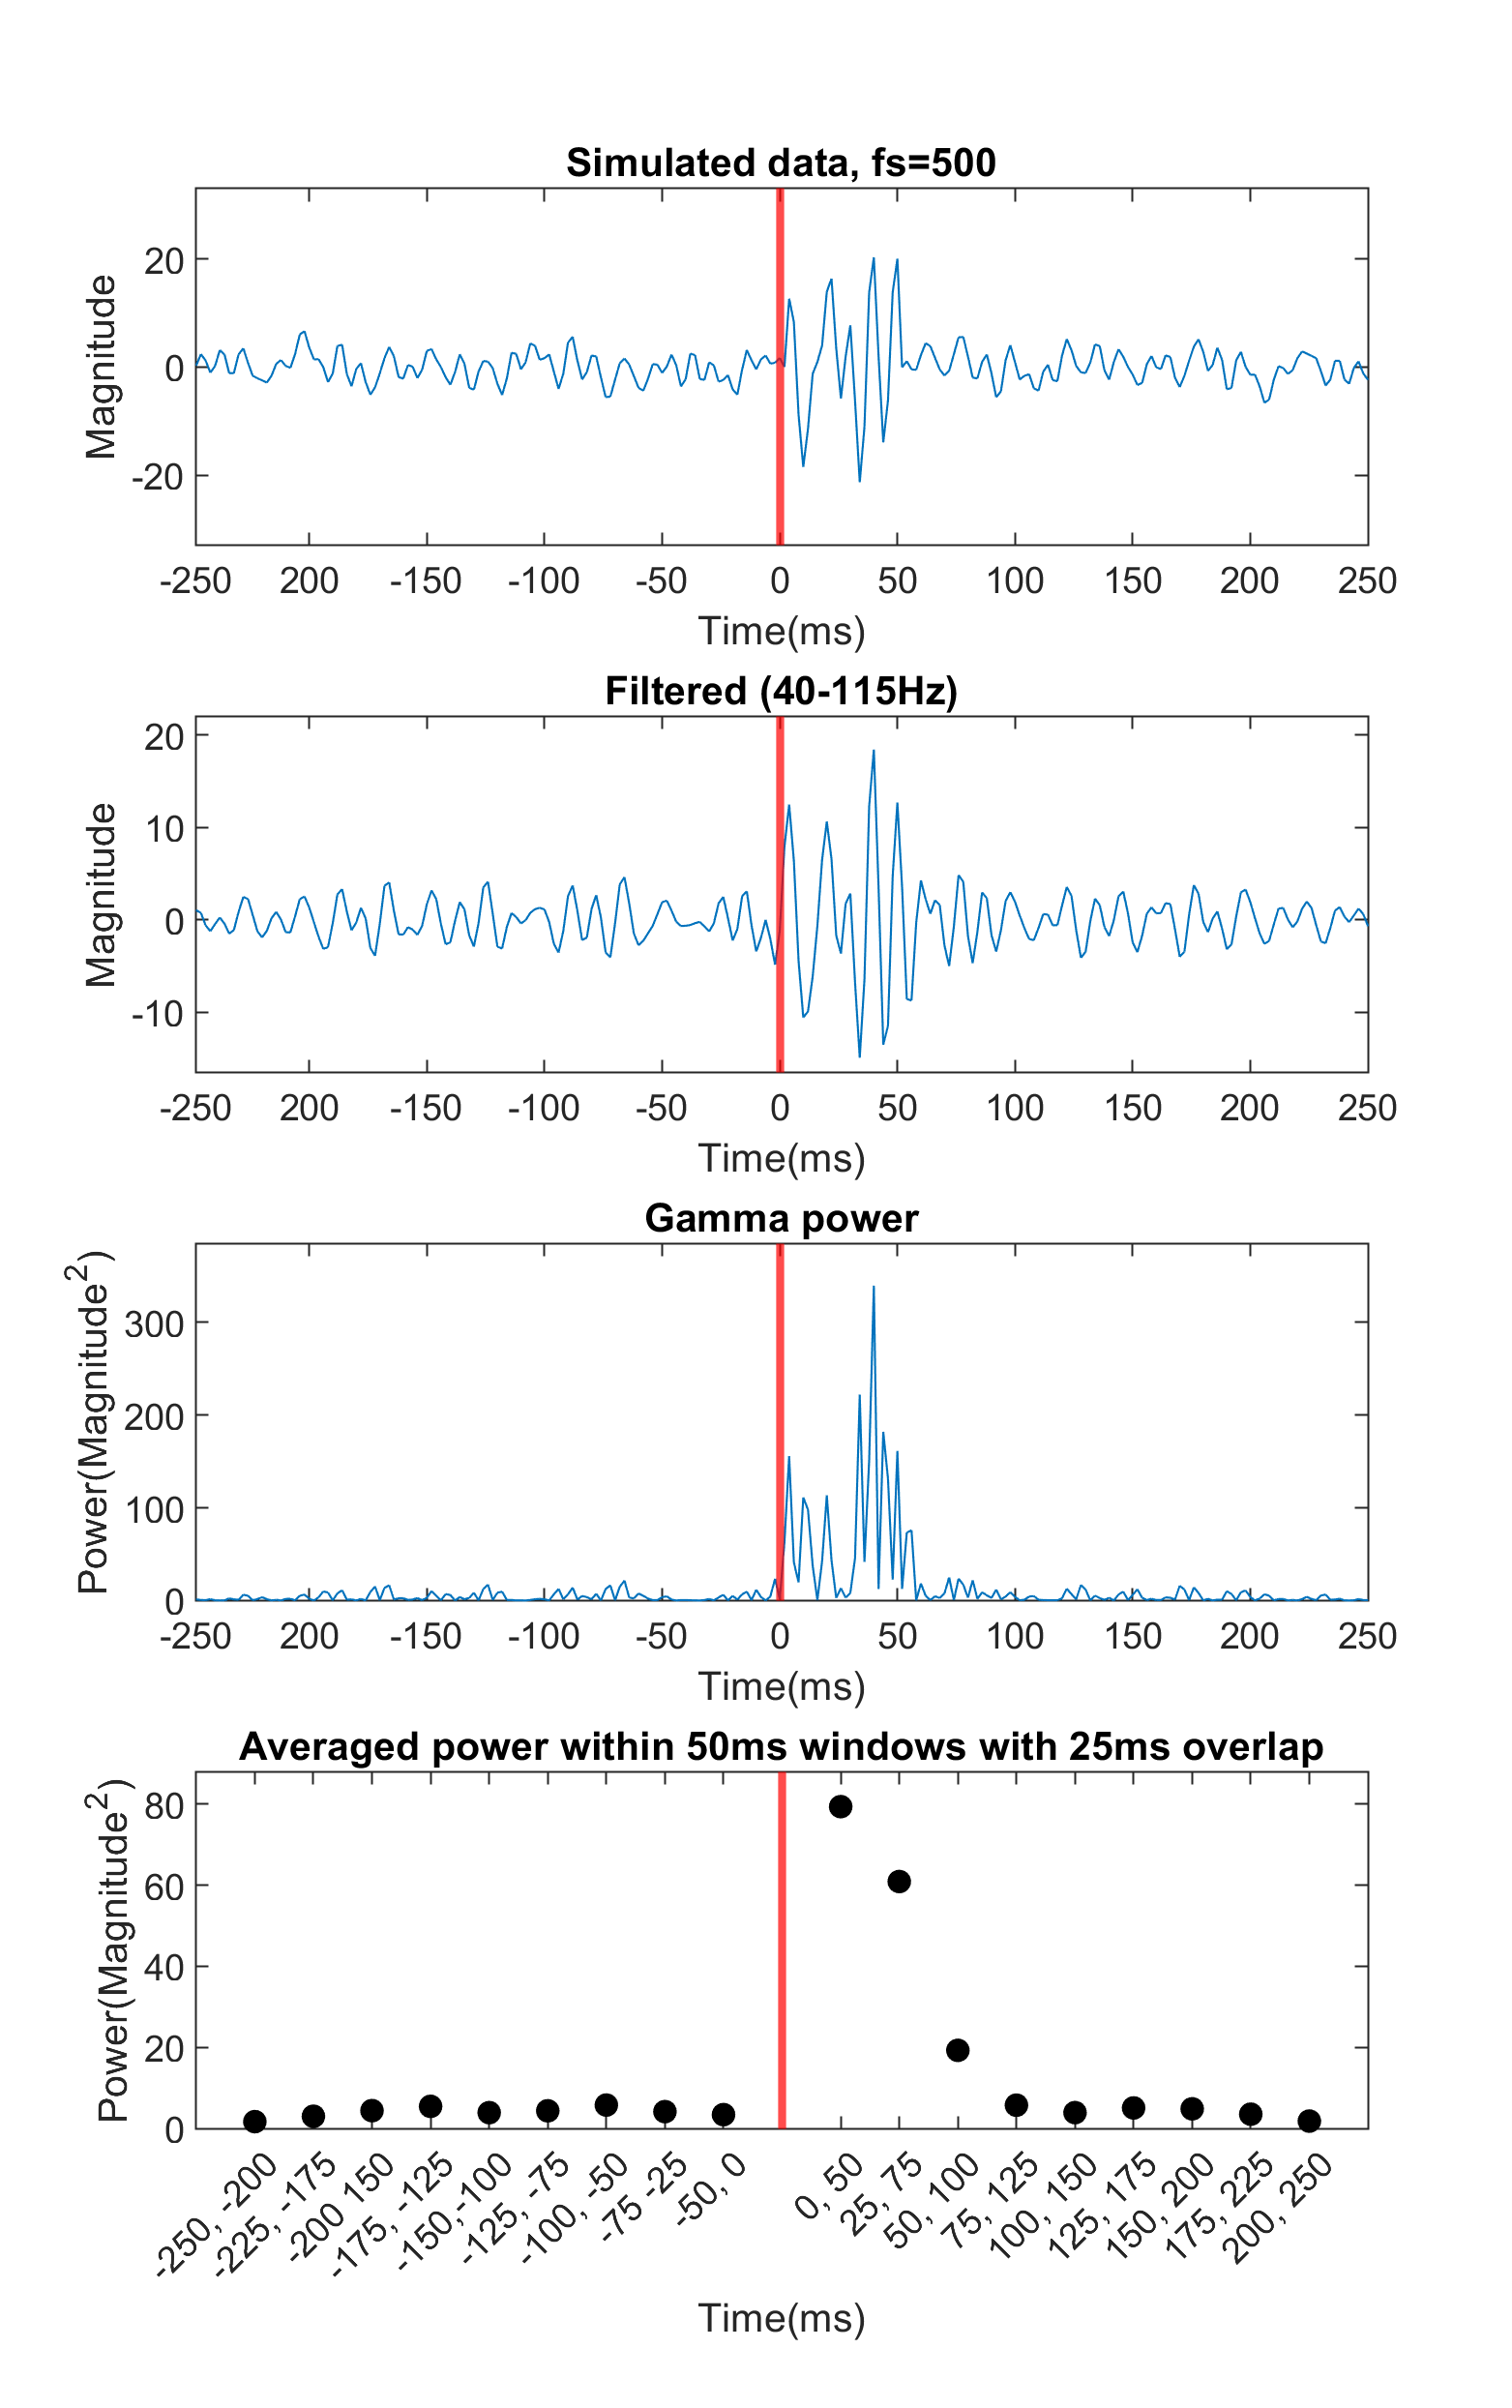 Simulated data, fs=500
Magnitude
20
0
-20
-250 200 -150 -100 -50 0 50 100 150 200 250
Time(ms)
Filtered (40-115Hz)
Magnitude
20
10
0
-10
-250 200 -150 -100 -50 0 50 100 150 200 250
Time(ms)
Gamma power
Power(Magnitude²)
300
200
100
0
-250 200 -150 -100 -50 0 50 100 150 200 250
Time(ms)
Averaged power within 50ms windows with 25ms overlap
Power(Magnitude²)
80
60
40
20
0
-250, -200
-225, -175
-200 150
-175, -125
-150, -100
-125, -75
-100, -50
-75 -25
-50, 0
0, 50
25, 75
50, 100
75, 125
100, 150
125, 175
150, 200
175, 225
200, 250
Time(ms)